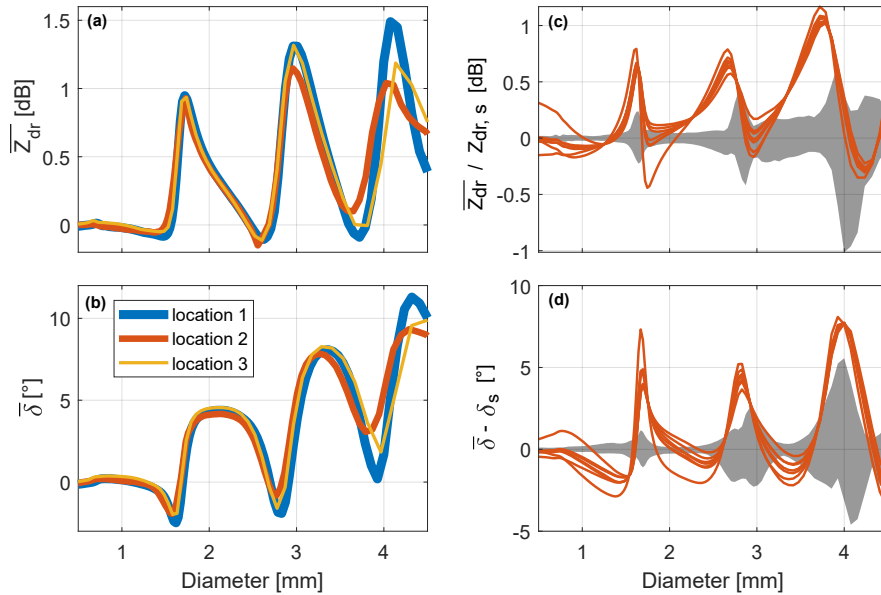 (a)
1.5
1
0.5
0
Z̅dr [dB]
(c)
1
0.5
0
-0.5
-1
Z̅dr / Zdr, s [dB]
(b)
location 1
location 2
location 3
10
5
0
δ̅ [°]
1 2 3 4
Diameter [mm]
(d)
10
5
0
-5
δ̅ - δs [°]
1 2 3 4
Diameter [mm]